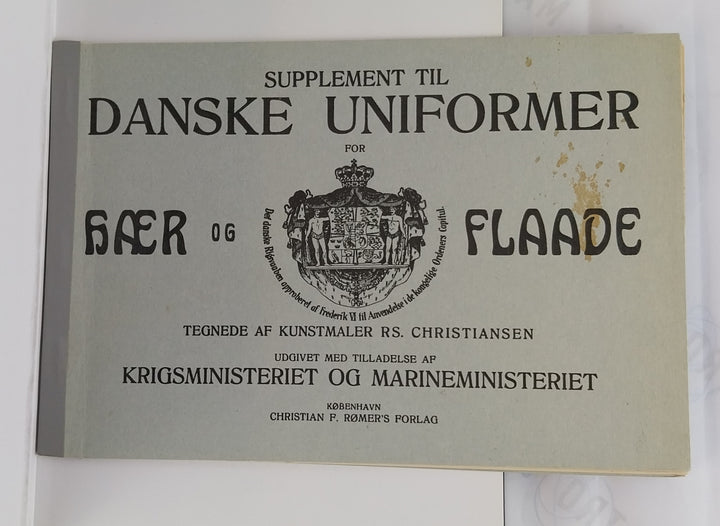 SUPPLEMENT TIL
DANSKE UNIFORMER
FOR
HÆR OG FLAADE
Det danske Rigsvaaben approberet af Frederik VI til Anvendelse i de kongelige Ordeners Capitul.
TEGNEDE AF KUNSTMALER RS. CHRISTIANSEN
UDGIVET MED TILLADELSE AF
KRIGSMINISTERIET OG MARINEMINISTERIET
KØBENHAVN
CHRISTIAN F. RØMER'S FORLAG